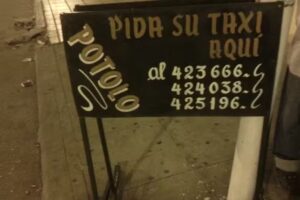 PIDA SU TAXI
AQUÍ
POTOLO
al 423666.
424038.
425196.